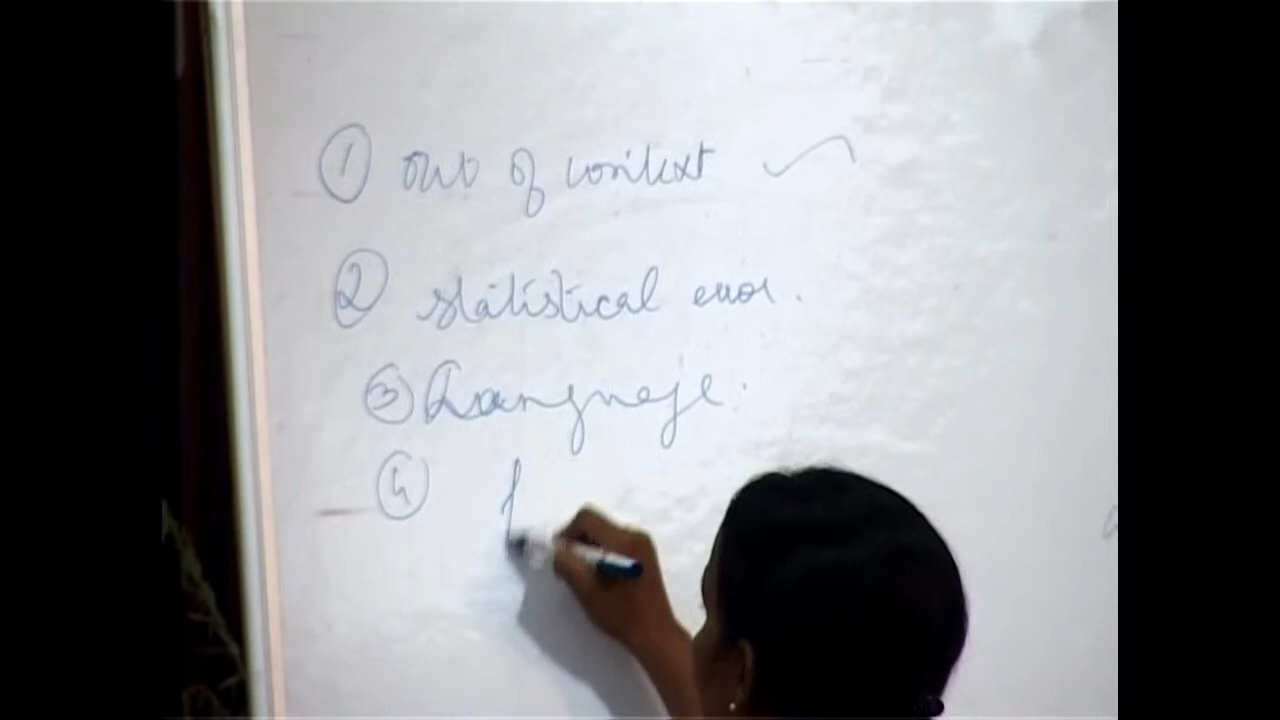 ① out of context
② statistical error.
③ Language.
④